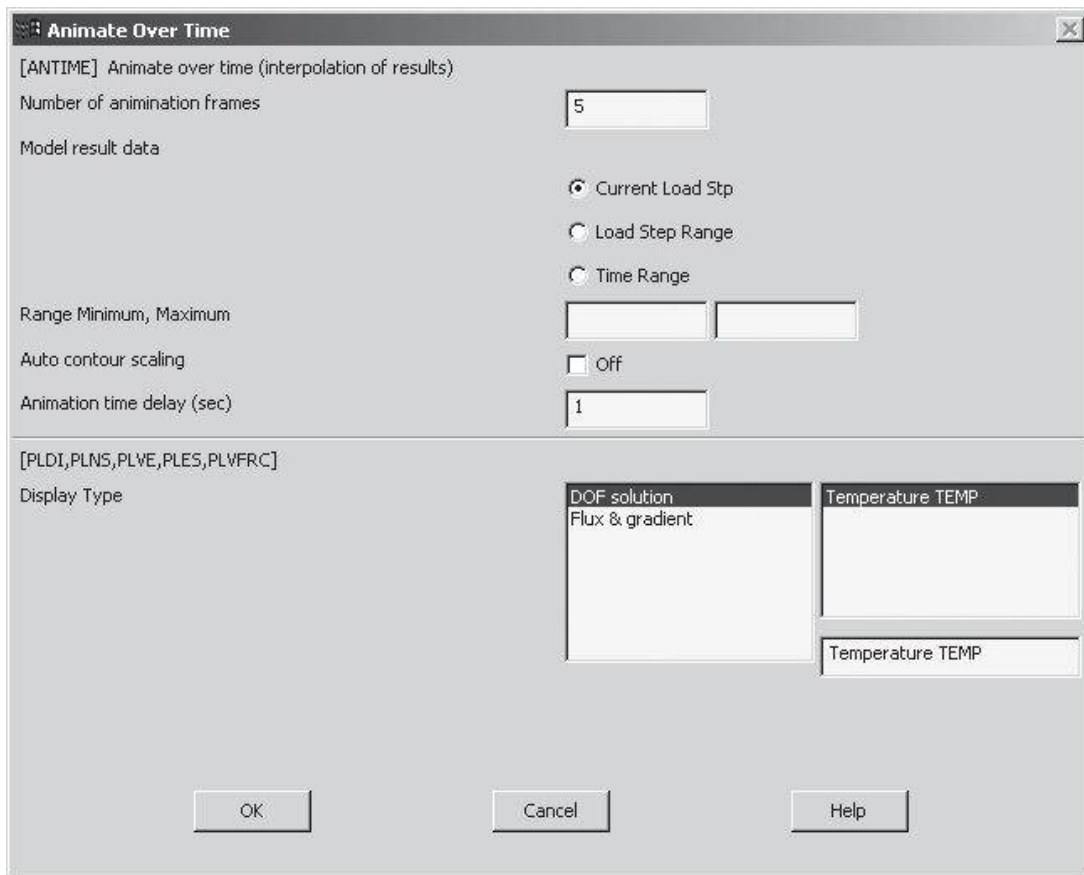 Animate Over Time
[ANTIME] Animate over time (interpolation of results)
Number of animination frames
5
Model result data
Current Load Stp
Load Step Range
Time Range
Range Minimum, Maximum
Auto contour scaling
Off
Animation time delay (sec)
1
[PLDI,PLNS,PLVE,PLES,PLVFRC]
Display Type
DOF solution
Flux & gradient
Temperature TEMP
Temperature TEMP
OK
Cancel
Help